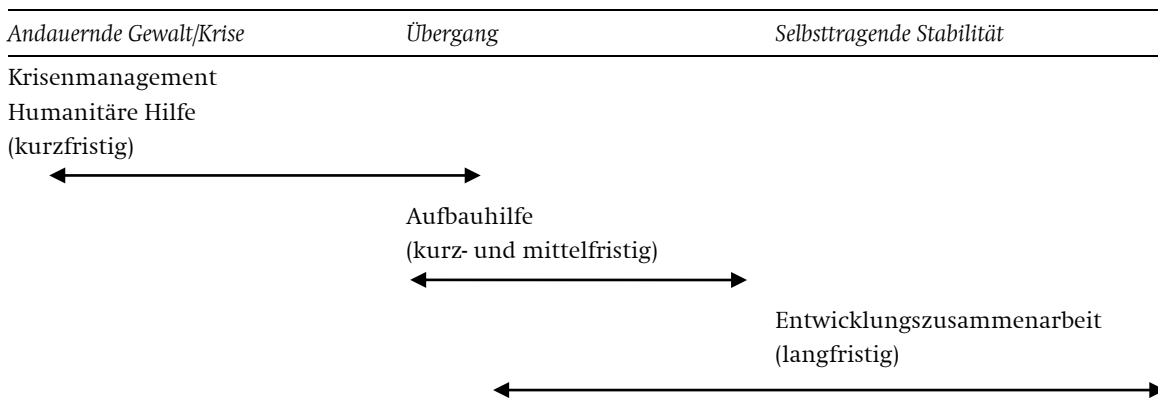 Andauernde Gewalt/Krise Übergang Selbsttragende Stabilität
Krisenmanagement
Humanitäre Hilfe
(kurzfristig)
Aufbauhilfe
(kurz- und mittelfristig)
Entwicklungszusammenarbeit
(langfristig)